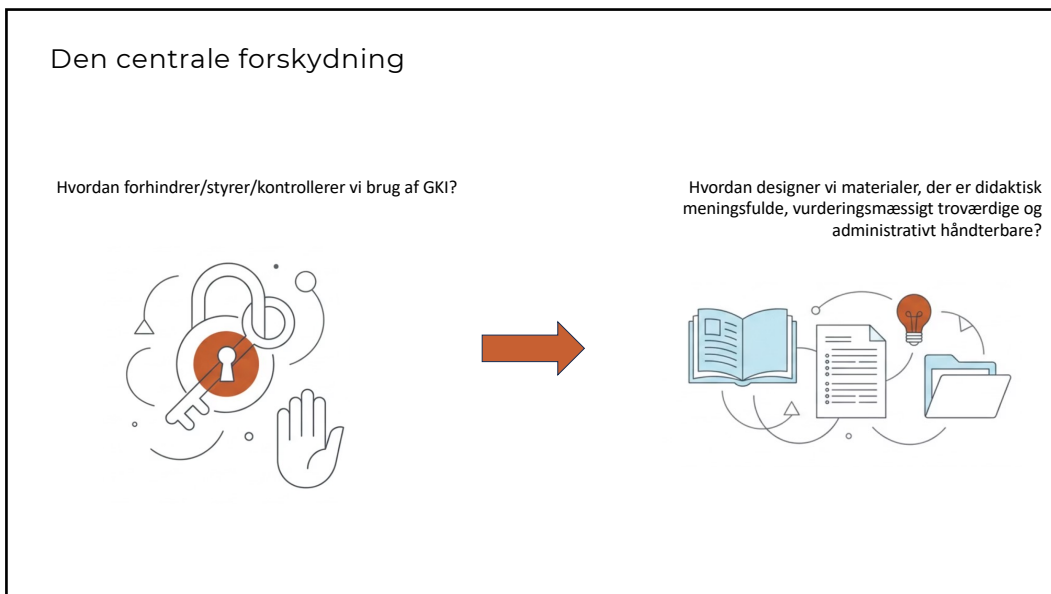 Den centrale forskydning
Hvordan forhindrer/styrer/kontrollerer vi brug af GKI?
Hvordan designer vi materialer, der er didaktisk
meningsfulde, vurderingsmæssigt troværdige og
administrativt håndterbare?